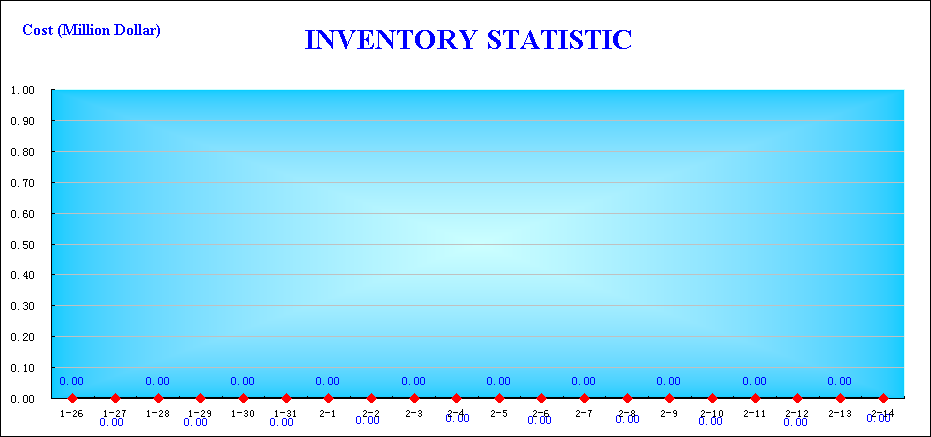 Cost (Million Dollar)
INVENTORY STATISTIC
1.00
0.90
0.80
0.70
0.60
0.50
0.40
0.30
0.20
0.10
0.00 0.00 0.00 0.00 0.00 0.00 0.00 0.00 0.00 0.00
0.00
1-26 1-27 1-28 1-29 1-30 1-31 2-1 2-2 2-3 2-4 2-5 2-6 2-7 2-8 2-9 2-10 2-11 2-12 2-13 2-14
0.00 0.00 0.00 0.00 0.00 0.00 0.00 0.00 0.00 0.00